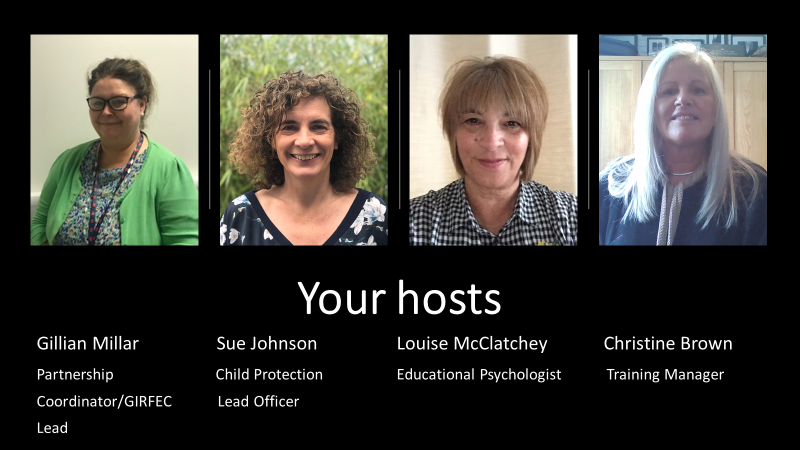 Your hosts
Gillian Millar
Partnership
Coordinator/GIRFEC
Lead
Sue Johnson
Child Protection
Lead Officer
Louise McClatchey
Educational Psychologist
Christine Brown
Training Manager